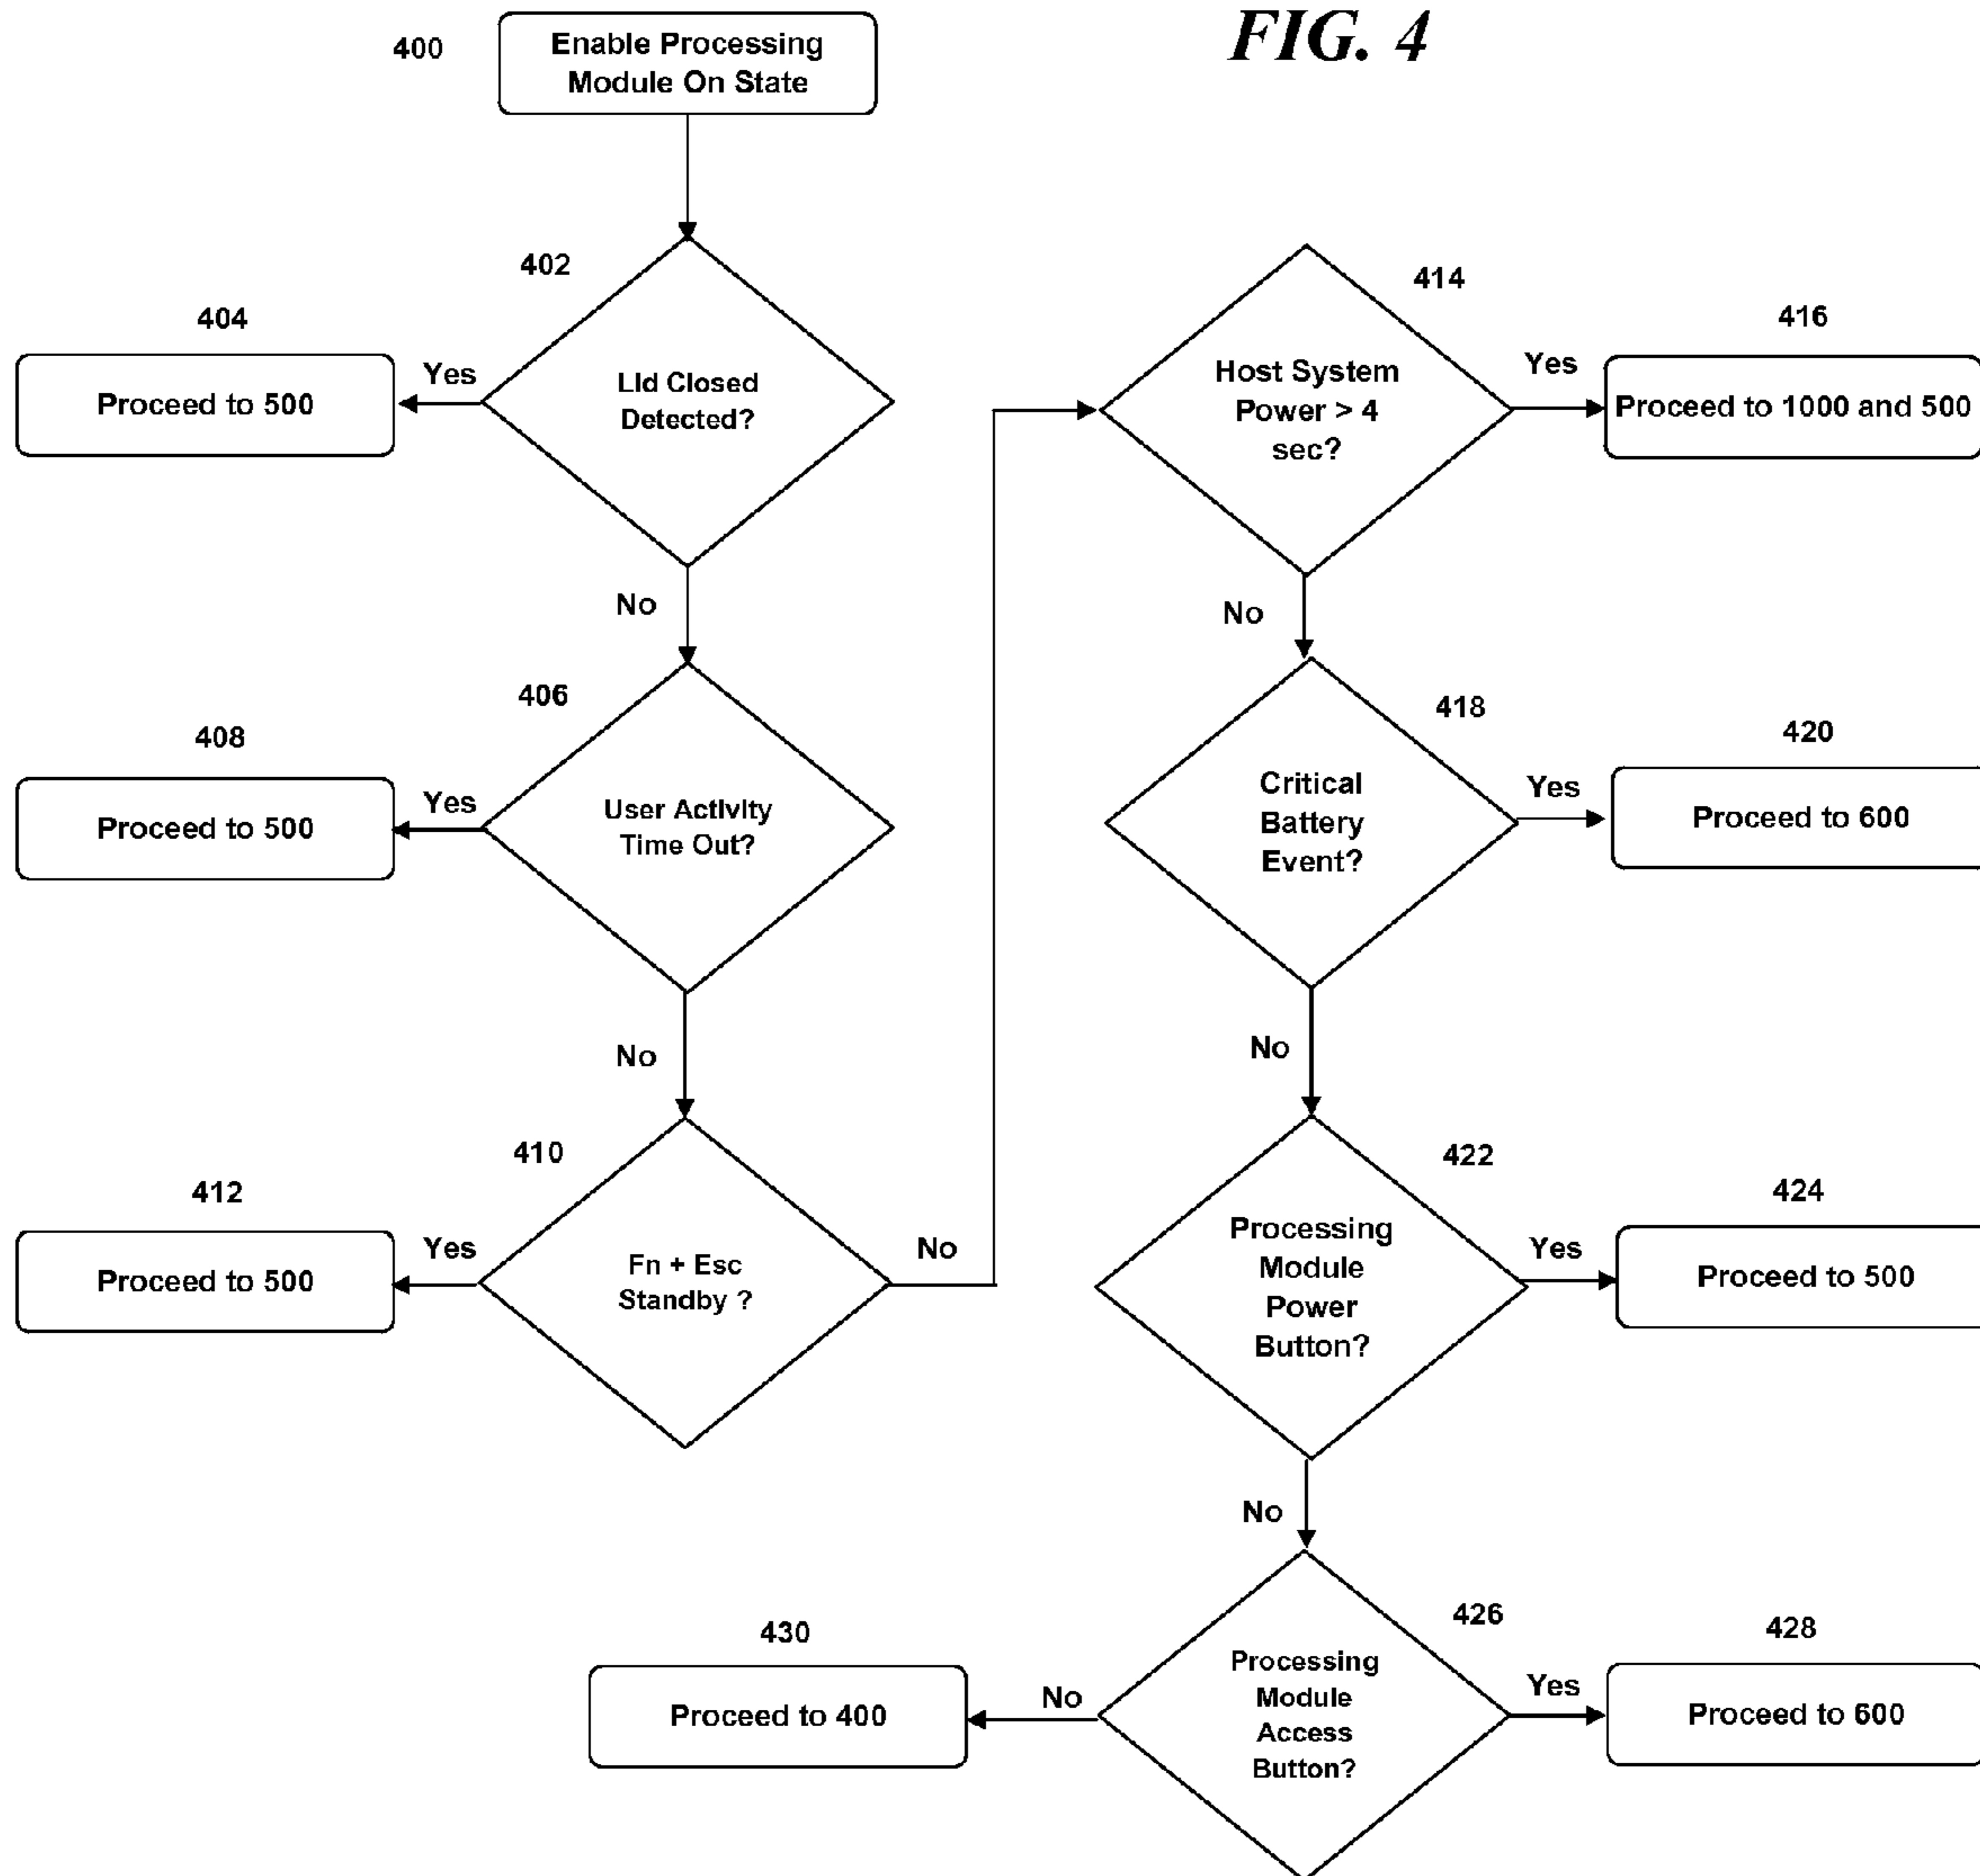 FIG. 4
400
Enable Processing
Module On State
402
Lid Closed
Detected?
404
Yes
Proceed to 500
No
406
User Activity
Time Out?
408
Yes
Proceed to 500
No
410
Fn + Esc
Standby ?
412
Yes
Proceed to 500
No
414
Host System
Power > 4
sec?
416
Yes
Proceed to 1000 and 500
No
418
Critical
Battery
Event?
420
Yes
Proceed to 600
No
422
Processing
Module
Power
Button?
424
Yes
Proceed to 500
No
426
Processing
Module
Access
Button?
428
Yes
Proceed to 600
430
No
Proceed to 400